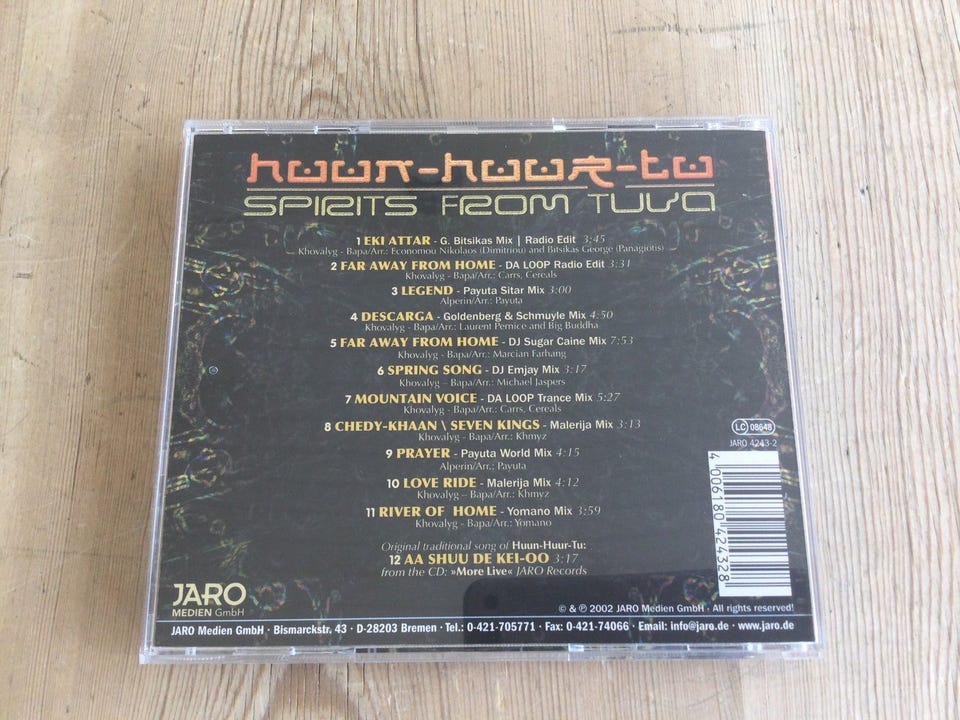 HUUN-HUUR-TU
SPIRITS FROM TUVA
1 EKI ATTAR - G. Bitsikas Mix | Radio Edit 3:45
Khovalyg - Bapa/Arr.: Economou Nikolaos (Dimitriou) and Bitsikas George (Panagiotis)
2 FAR AWAY FROM HOME - DA LOOP Radio Edit 3:31
Khovalyg - Bapa/Arr.: Carrs, Cereals
3 LEGEND - Payuta Sitar Mix 3:00
Alperin/Arr.: Payuta
4 DESCARGA - Goldenberg & Schmuyle Mix 4:50
Khovalyg - Bapa/Arr.: Laurent Pernice and Big Buddha
5 FAR AWAY FROM HOME - DJ Sugar Caine Mix 7:53
Khovalyg - Bapa/Arr.: Marcian Farhang
6 SPRING SONG - DJ Emjay Mix 3:17
Khovalyg – Bapa/Arr.: Michael Jaspers
7 MOUNTAIN VOICE - DA LOOP Trance Mix 5:27
Khovalyg - Bapa/Arr.: Carrs, Cereals
8 CHEDY-KHAAN \ SEVEN KINGS - Malerija Mix 3:13
Khovalyg - Bapa/Arr.: Khmyz
9 PRAYER - Payuta World Mix 4:15
Alperin/Arr.: Payuta
10 LOVE RIDE - Malerija Mix 4:12
Khovalyg – Bapa/Arr.: Khmyz
11 RIVER OF HOME - Yomano Mix 3:59
Khovalyg - Bapa/Arr.: Yomano
Original traditional song of Huun-Huur-Tu:
12 AA SHUU DE KEI-OO 3:17
from the CD: »More Live« JARO Records
LC 08648
JARO 4243-2
4 006180 424328
JARO
MEDIEN GmbH
© & ℗ 2002 JARO Medien GmbH · All rights reserved!
JARO Medien GmbH · Bismarckstr. 43 · D-28203 Bremen · Tel.: 0-421-705771 · Fax: 0-421-74066 · Email: info@jaro.de · www.jaro.de